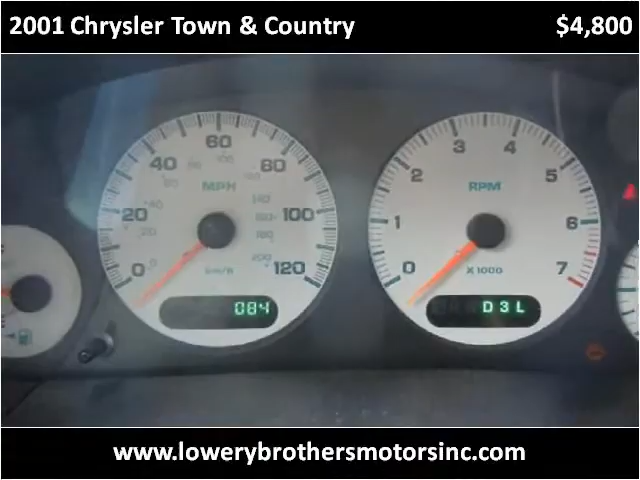 2001 Chrysler Town & Country $4,800
60
40 80
MPH
20 100
0 120
km/h
084
3 4
2 5
RPM
1 6
0 7
X 1000
D 3 L
www.lowerybrothersmotorsinc.com